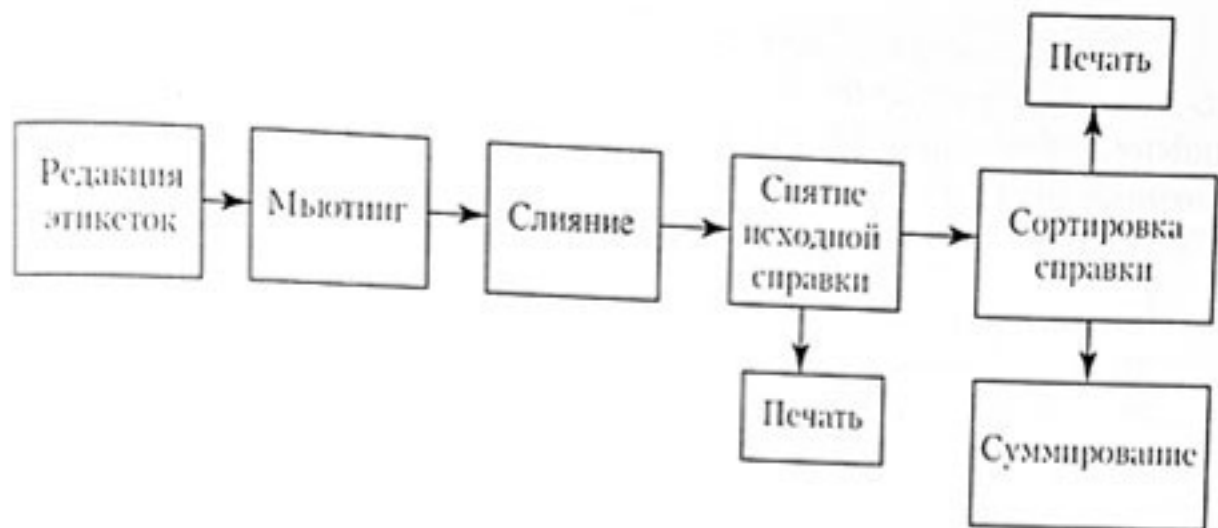 Печать
Редакция
этикеток
Мьютинг
Слияние
Снятие
исходной
справки
Сортировка
справки
Печать
Суммирование